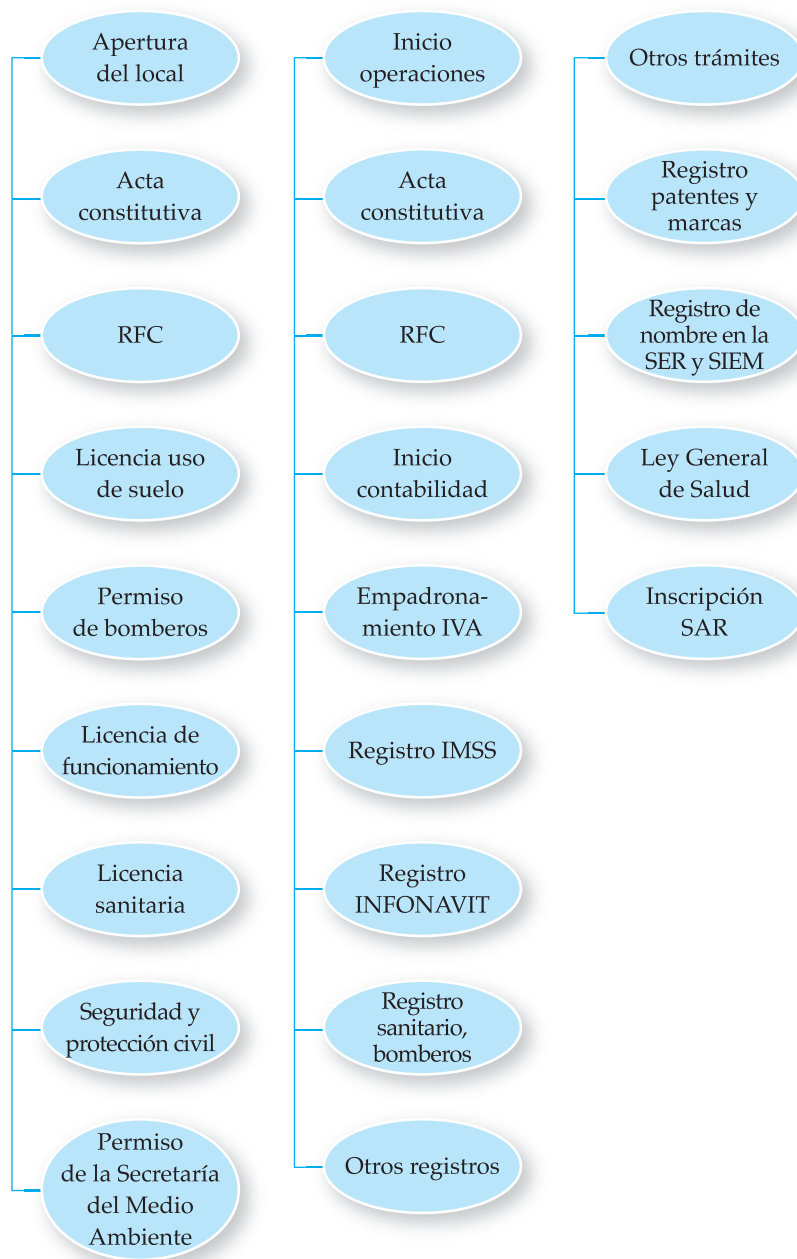 Apertura
del local
Acta
constitutiva
RFC
Licencia uso
de suelo
Permiso
de bomberos
Licencia de
funcionamiento
Licencia
sanitaria
Seguridad y
protección civil
Permiso
de la Secretaría
del Medio
Ambiente
Inicio
operaciones
Acta
constitutiva
RFC
Inicio
contabilidad
Empadrona-
miento IVA
Registro IMSS
Registro
INFONAVIT
Registro
sanitario,
bomberos
Otros registros
Otros trámites
Registro
patentes y
marcas
Registro de
nombre en la
SER y SIEM
Ley General
de Salud
Inscripción
SAR